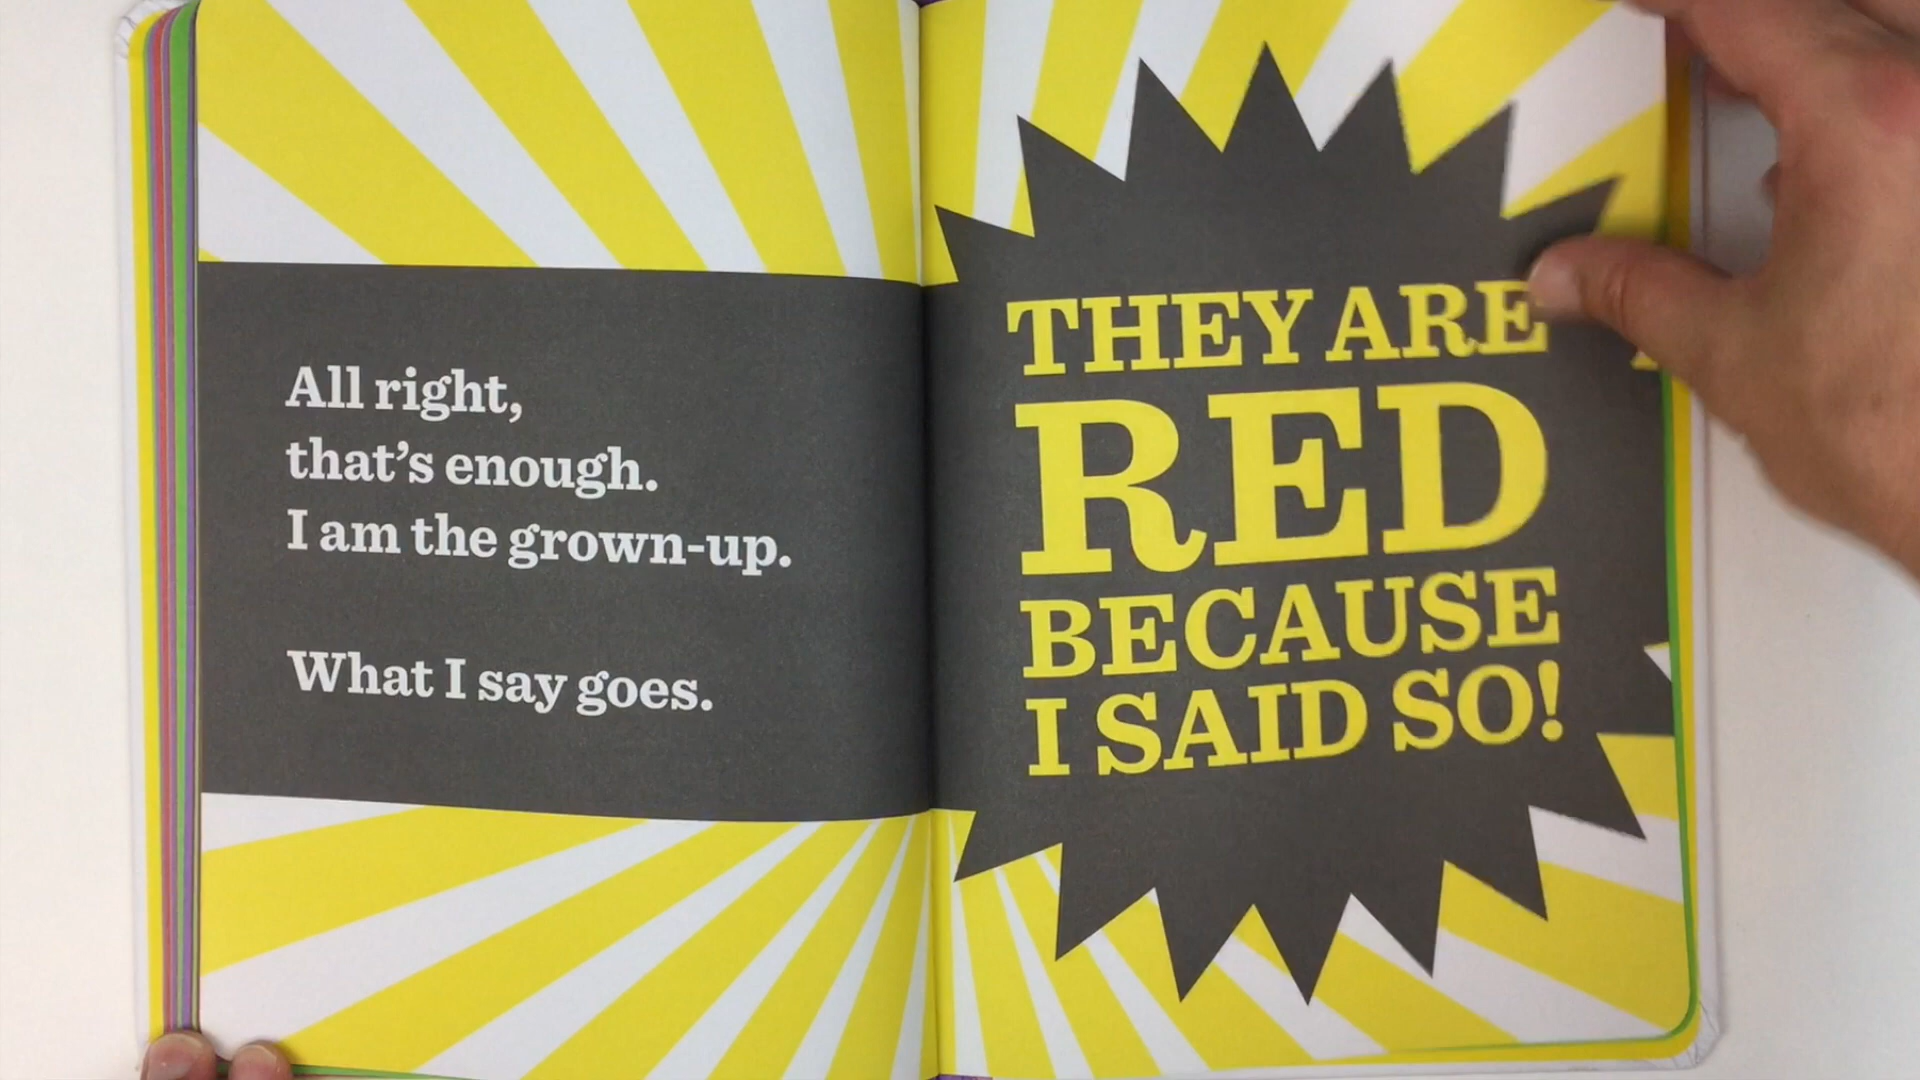 All right,
that's enough.
I am the grown-up.
What I say goes.
THEY ARE
RED
BECAUSE
I SAID SO!